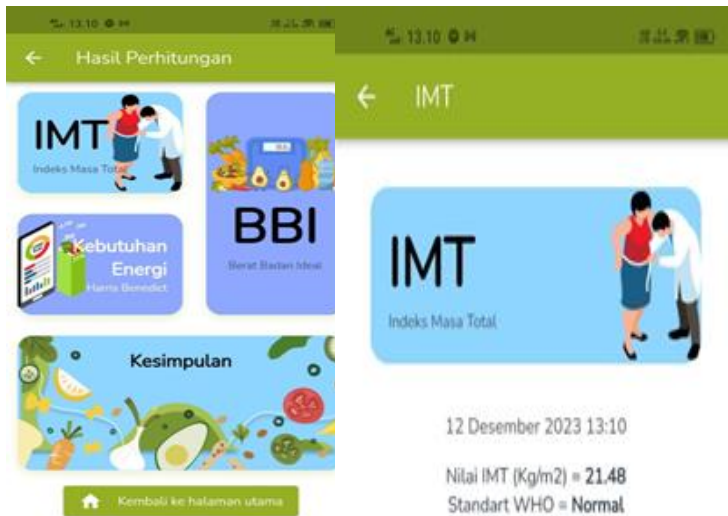 13.10
Hasil Perhitungan
IMT
Indeks Masa Total
BBI
Berat Badan Ideal
Kebutuhan
Energi
Harris Benedict
Kesimpulan
Kembali ke halaman utama
13.10
IMT
IMT
Indeks Masa Total
12 Desember 2023 13:10
Nilai IMT (Kg/m2) = 21.48
Standart WHO = Normal